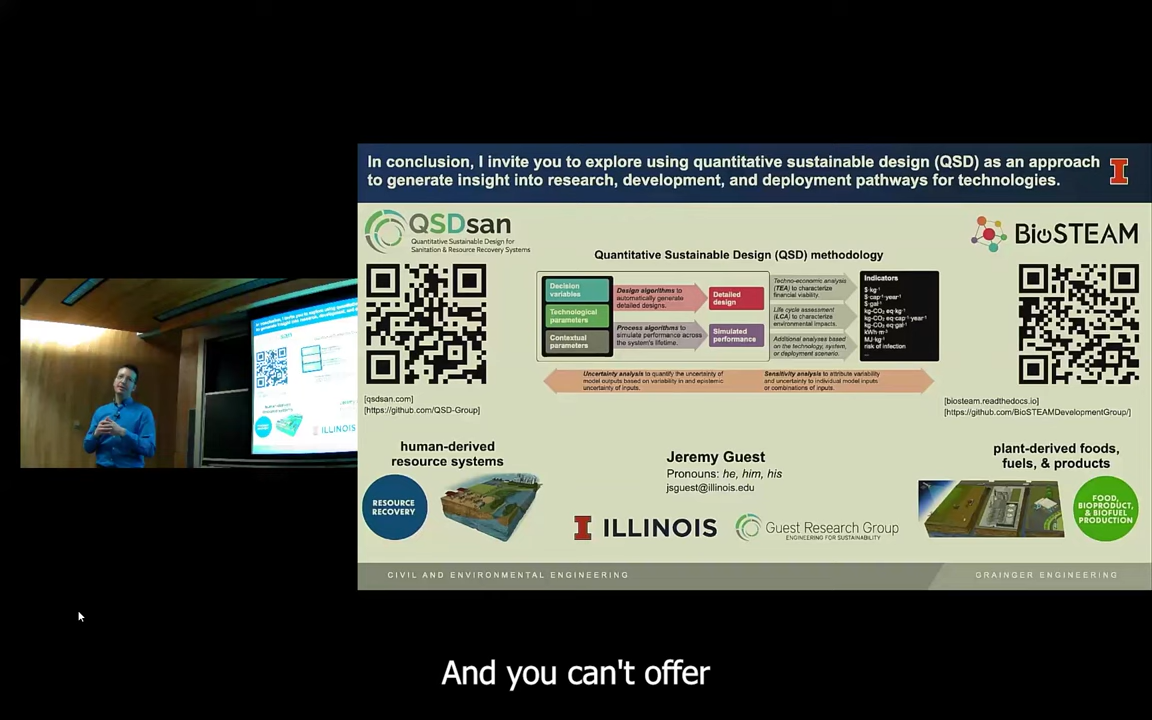 In conclusion, I invite you to explore using quantitative sustainable design (QSD) as an approach
to generate insight into research, development, and deployment pathways for technologies.
QSDsan
Quantitative Sustainable Design for
Sanitation & Resource Recovery Systems
BioSTEAM
Quantitative Sustainable Design (QSD) methodology
Decision
variables
Technological
parameters
Contextual
parameters
Design algorithms to
automatically generate
detailed designs.
Process algorithms to
simulate performance across
the system's lifetime.
Detailed
design
Simulated
performance
Techno-economic analysis
(TEA) to characterize
financial viability.
Life cycle assessment
(LCA) to characterize
environmental impacts.
Additional analyses based
on the technology, system,
or deployment scenario.
Indicators
$·kg⁻¹
$·cap⁻¹·year⁻¹
$·gal⁻¹
kg-CO₂ eq·kg⁻¹
kg-CO₂ eq·cap⁻¹·year⁻¹
kg-CO₂ eq·gal⁻¹
kWh·m⁻³
MJ·kg⁻¹
risk of infection
...
Uncertainty analysis to quantify the uncertainty of
model outputs based on variability in and epistemic
uncertainty of inputs.
Sensitivity analysis to attribute variability
and uncertainty to individual model inputs
or combinations of inputs.
[qsdsan.com]
[https://github.com/QSD-Group]
[biosteam.readthedocs.io]
[https://github.com/BioSTEAMDevelopmentGroup/]
human-derived
resource systems
RESOURCE
RECOVERY
Jeremy Guest
Pronouns: he, him, his
jsguest@illinois.edu
ILLINOIS
Guest Research Group
ENGINEERING FOR SUSTAINABILITY
plant-derived foods,
fuels, & products
FOOD,
BIOPRODUCT,
& BIOFUEL
PRODUCTION
CIVIL AND ENVIRONMENTAL ENGINEERING
GRAINGER ENGINEERING
ILLINOIS
And you can't offer